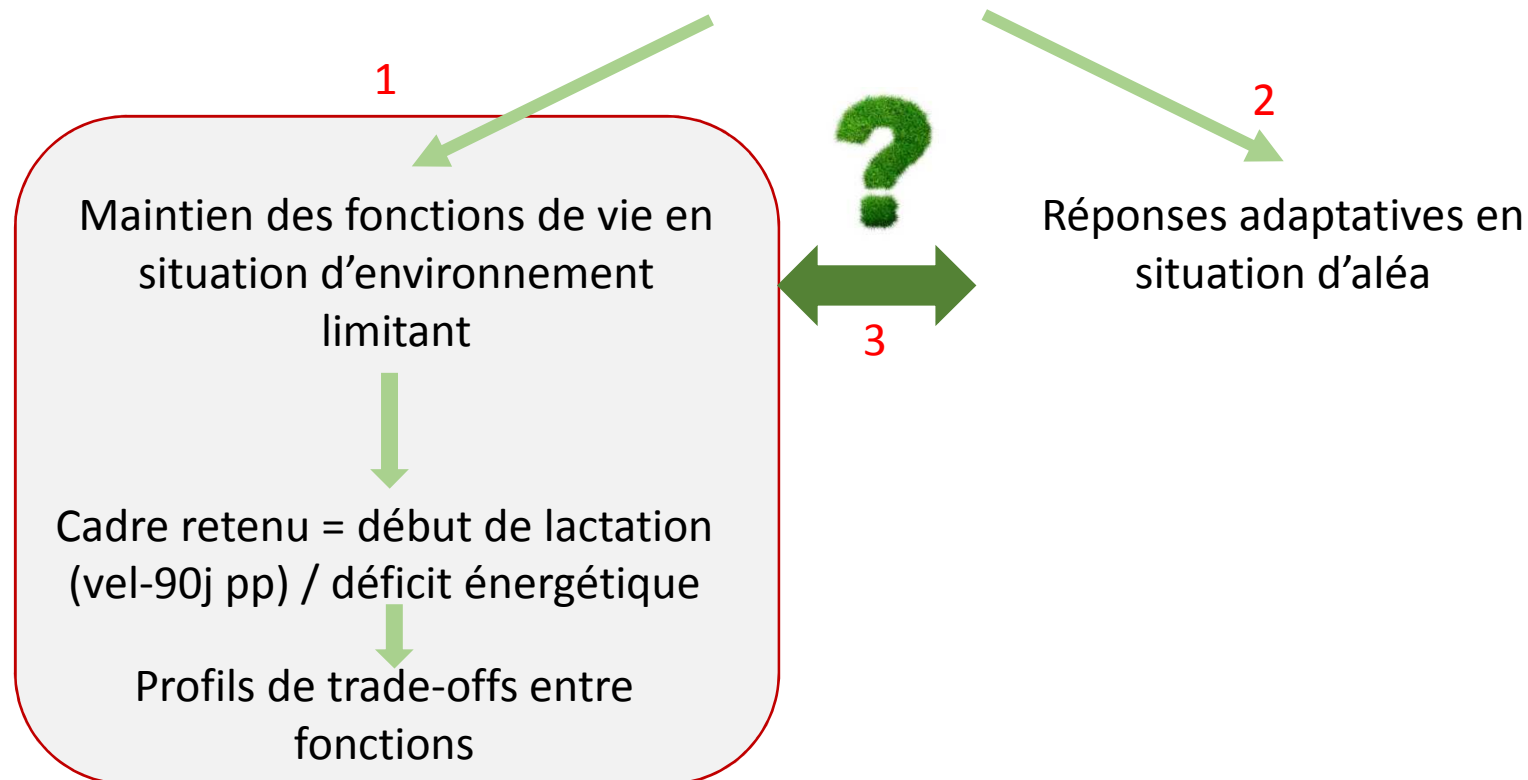 1
Maintien des fonctions de vie en
situation d’environnement
limitant
Cadre retenu = début de lactation
(vel-90j pp) / déficit énergétique
Profils de trade-offs entre
fonctions
?
3
2
Réponses adaptatives en
situation d’aléa